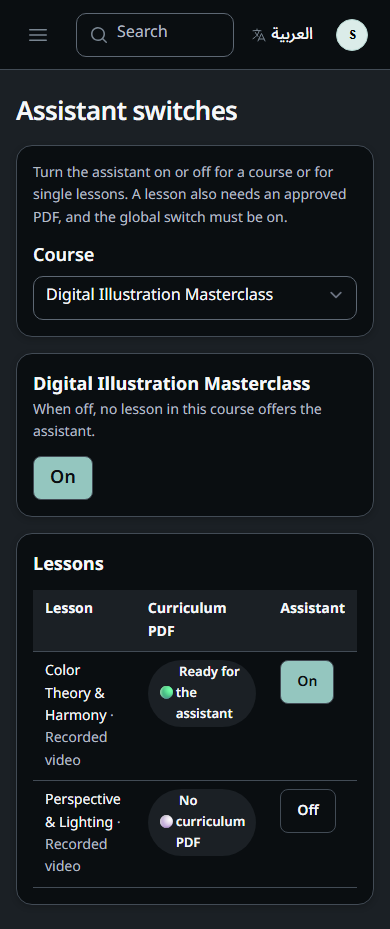 Search
العربية
S
Assistant switches
Turn the assistant on or off for a course or for
single lessons. A lesson also needs an approved
PDF, and the global switch must be on.
Course
Digital Illustration Masterclass
Digital Illustration Masterclass
When off, no lesson in this course offers the
assistant.
On
Lessons
Lesson
Curriculum
PDF
Assistant
Color
Theory &
Harmony ·
Recorded
video
Ready for
the
assistant
On
Perspective
& Lighting ·
Recorded
video
No
curriculum
PDF
Off